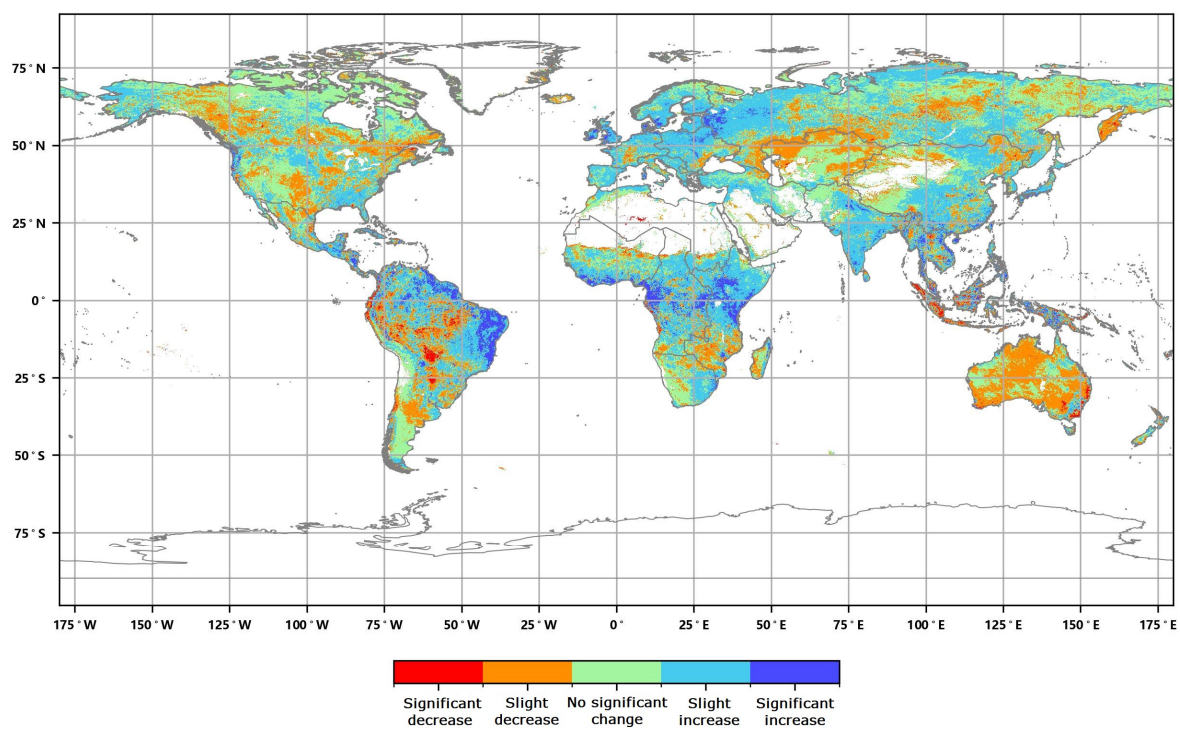 75°N
50°N
25°N
0°
25°S
50°S
75°S
175°W 150°W 125°W 100°W 75°W 50°W 25°W 0° 25°E 50°E 75°E 100°E 125°E 150°E 175°E
Significant Slight No significant Slight Significant
decrease decrease change increase increase